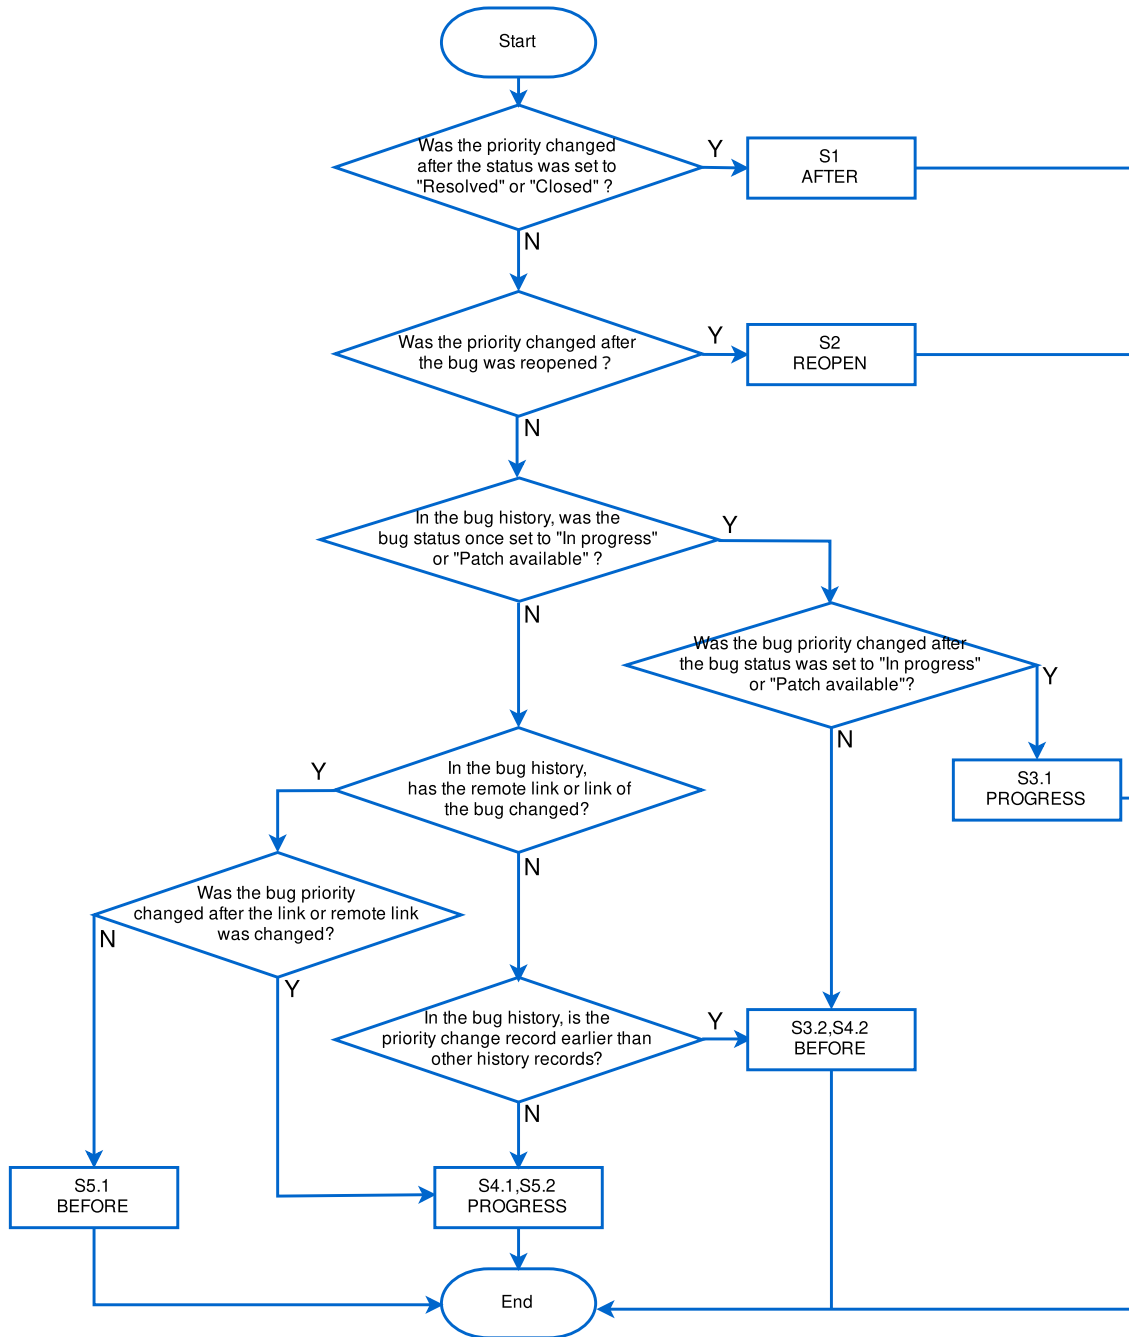 Start
Was the priority changed
after the status was set to
"Resolved" or "Closed" ?
Y
S1
AFTER
N
Was the priority changed after
the bug was reopened ?
Y
S2
REOPEN
N
In the bug history, was the
bug status once set to "In progress"
or "Patch available" ?
Y
N
Was the bug priority changed after
the bug status was set to "In progress"
or "Patch available"?
Y
N
S3.1
PROGRESS
In the bug history,
has the remote link or link of
the bug changed?
Y
N
Was the bug priority
changed after the link or remote link
was changed?
N
Y
In the bug history, is the
priority change record earlier than
other history records?
Y
N
S3.2,S4.2
BEFORE
S5.1
BEFORE
S4.1,S5.2
PROGRESS
End